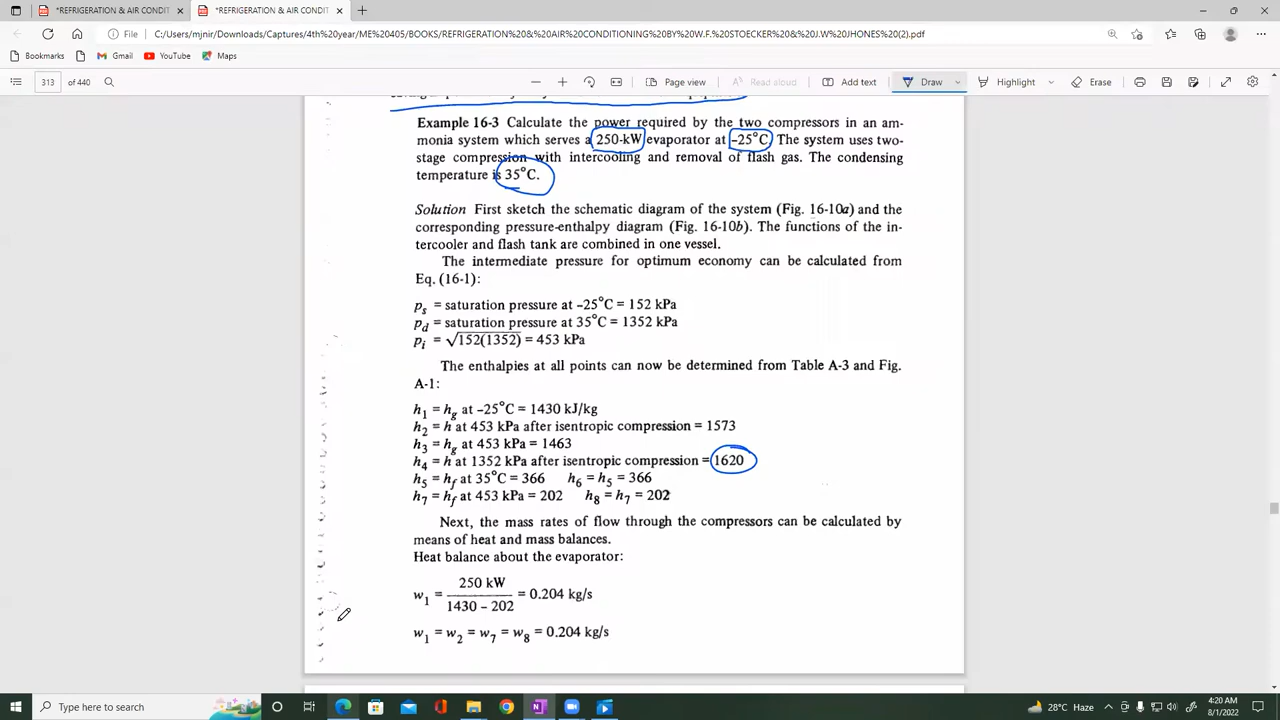 *REFRIGERATION & AIR CONDIT
*REFRIGERATION & AIR CONDIT
File
C:/Users/mjnir/Downloads/Captures/4th%20year/ME%20405/BOOKS/REFRIGERATION%20&%20AIR%20CONDITIONING%20BY%20W.F.STOECKER%20&%20J.W%20JHONES%20(2).pdf
Bookmarks
Gmail
YouTube
Maps
313 of 440
Page view
Read aloud
Add text
Draw
Highlight
Erase
Example 16-3 Calculate the power required by the two compressors in an am-
monia system which serves a 250-kW evaporator at -25°C. The system uses two-
stage compression with intercooling and removal of flash gas. The condensing
temperature is 35°C.
Solution First sketch the schematic diagram of the system (Fig. 16-10a) and the
corresponding pressure-enthalpy diagram (Fig. 16-10b). The functions of the in-
tercooler and flash tank are combined in one vessel.
The intermediate pressure for optimum economy can be calculated from
Eq. (16-1):
pₛ = saturation pressure at -25°C = 152 kPa
p_d = saturation pressure at 35°C = 1352 kPa
pᵢ = √152(1352) = 453 kPa
The enthalpies at all points can now be determined from Table A-3 and Fig.
A-1:
h₁ = h_g at -25°C = 1430 kJ/kg
h₂ = h at 453 kPa after isentropic compression = 1573
h₃ = h_g at 453 kPa = 1463
h₄ = h at 1352 kPa after isentropic compression = 1620
h₅ = h_f at 35°C = 366 h₆ = h₅ = 366
h₇ = h_f at 453 kPa = 202 h₈ = h₇ = 202
Next, the mass rates of flow through the compressors can be calculated by
means of heat and mass balances.
Heat balance about the evaporator:
w₁ = 250 kW / 1430 - 202 = 0.204 kg/s
w₁ = w₂ = w₇ = w₈ = 0.204 kg/s
Type here to search
28°C Haze
4:20 AM
8/1/2022